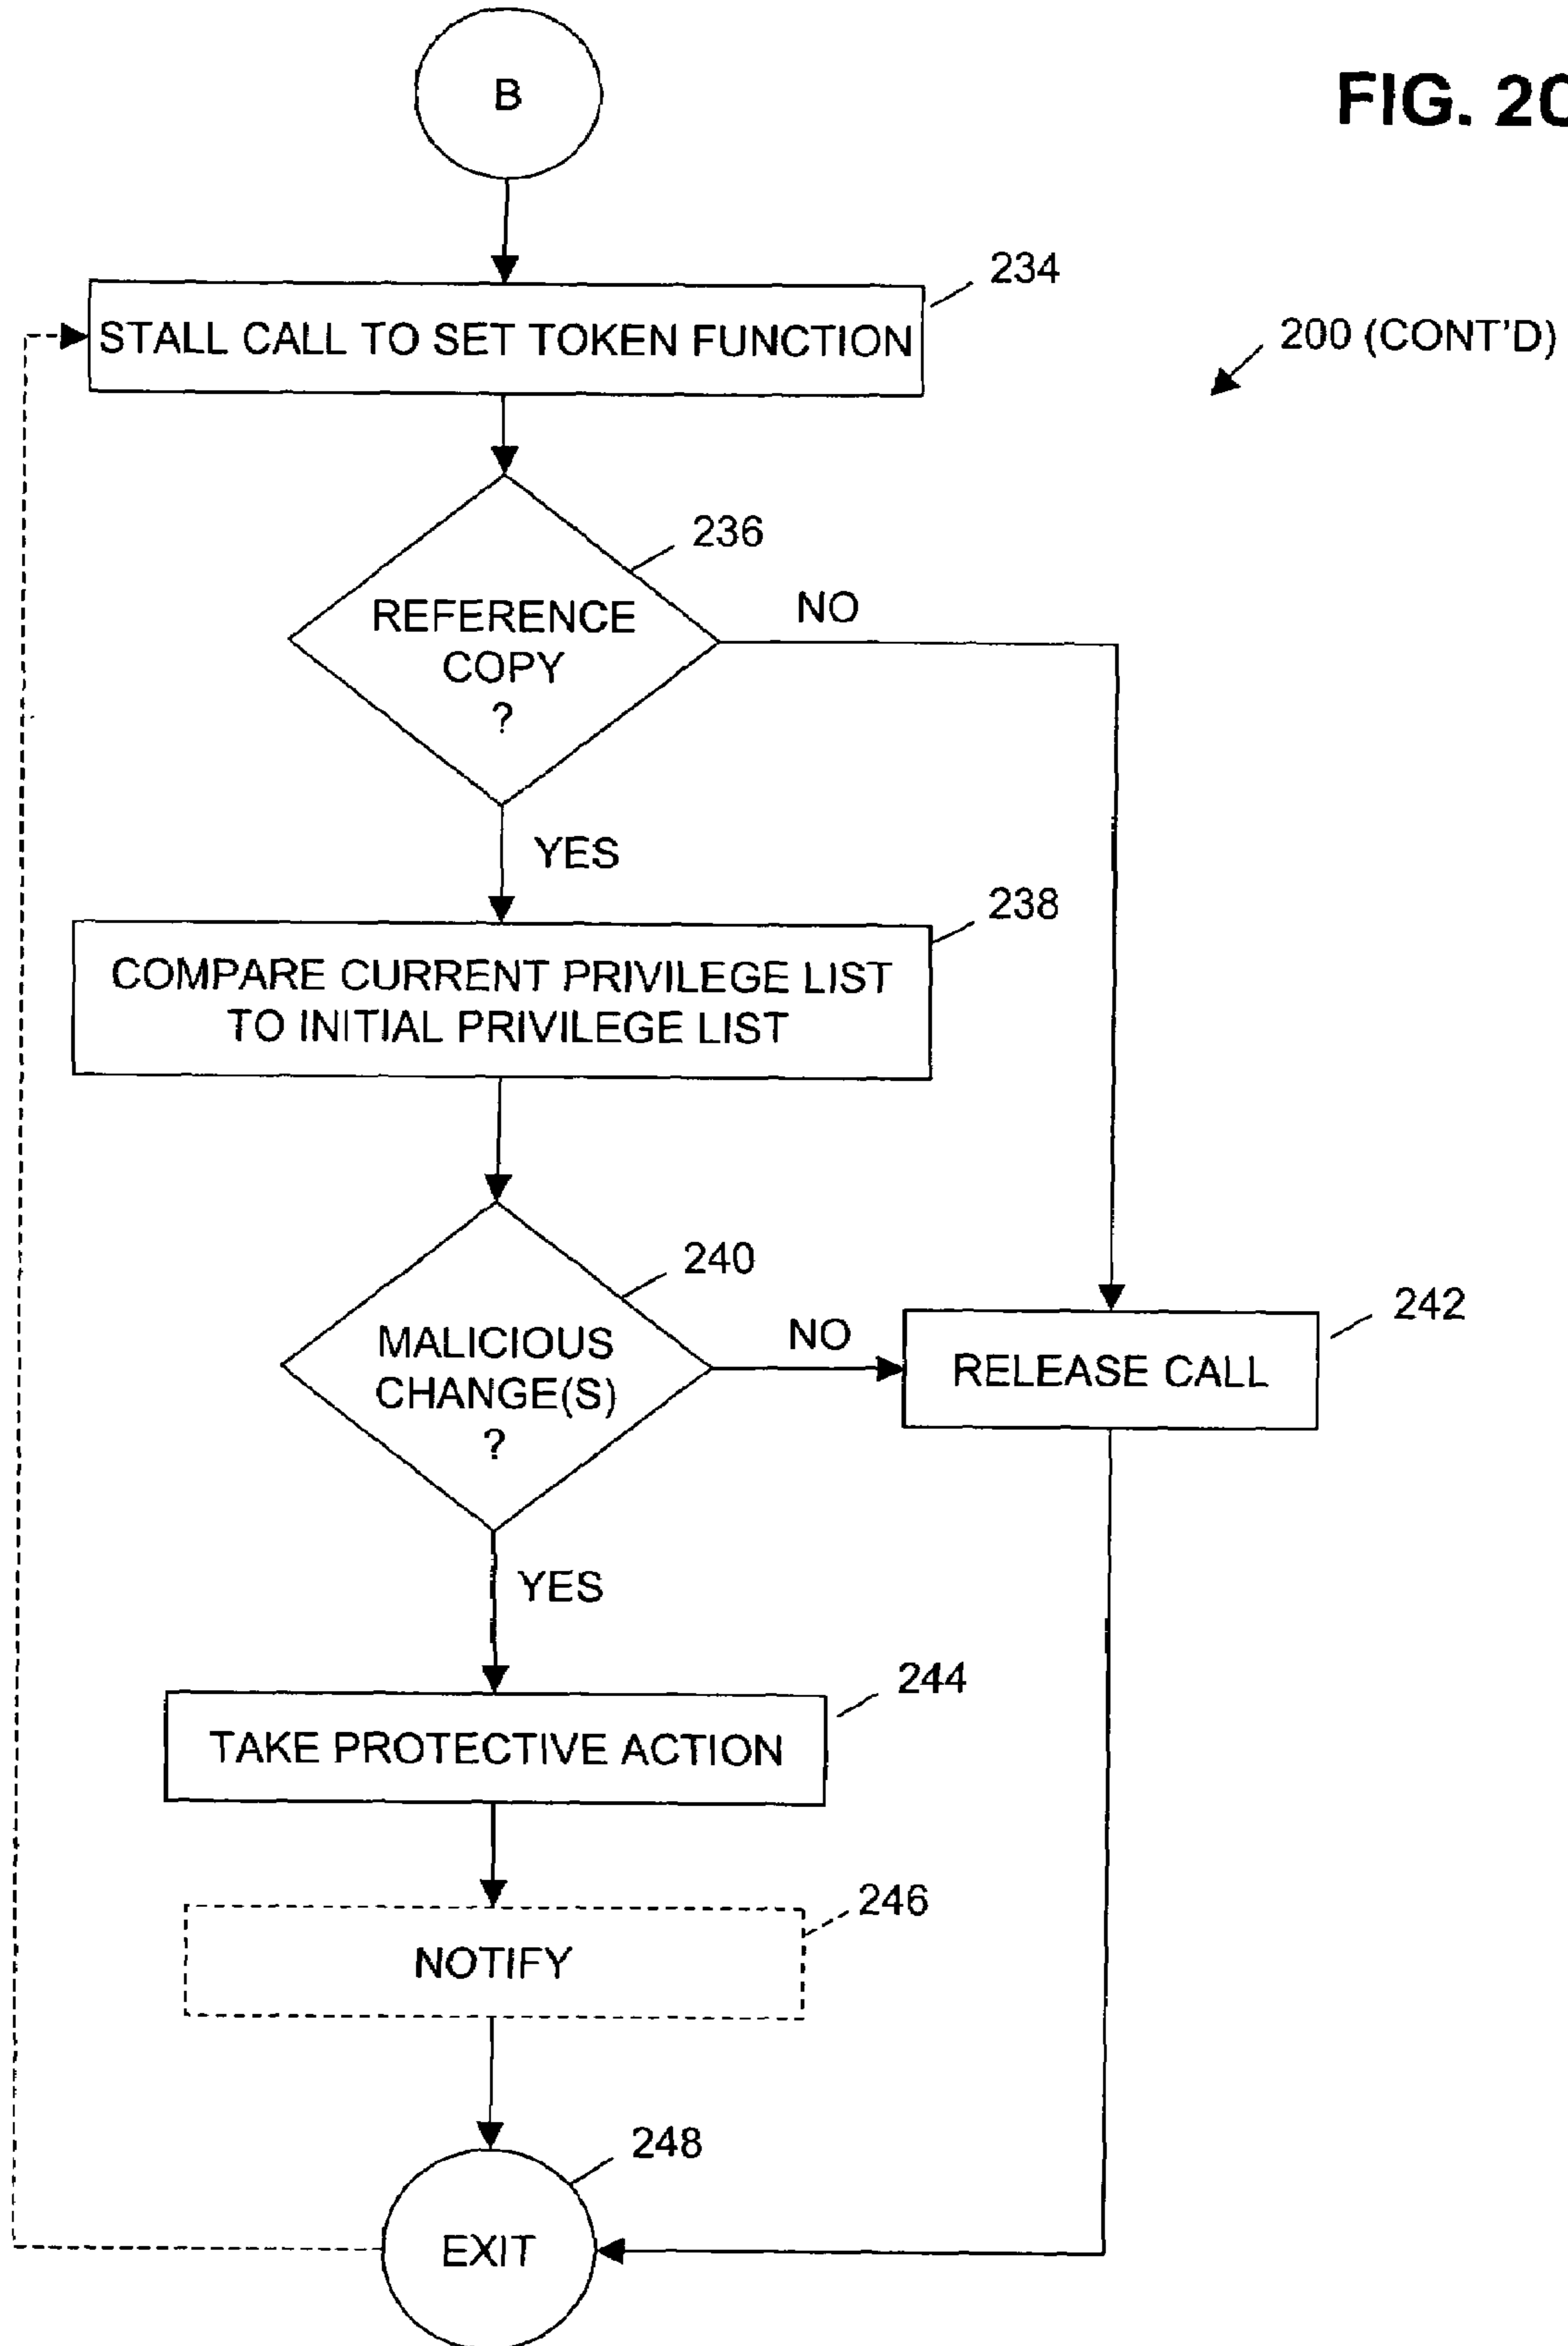 B
FIG. 2C
234
STALL CALL TO SET TOKEN FUNCTION
200 (CONT'D)
236
REFERENCE
COPY
?
NO
YES
238
COMPARE CURRENT PRIVILEGE LIST
TO INITIAL PRIVILEGE LIST
240
MALICIOUS
CHANGE(S)
?
NO
242
RELEASE CALL
YES
244
TAKE PROTECTIVE ACTION
246
NOTIFY
248
EXIT